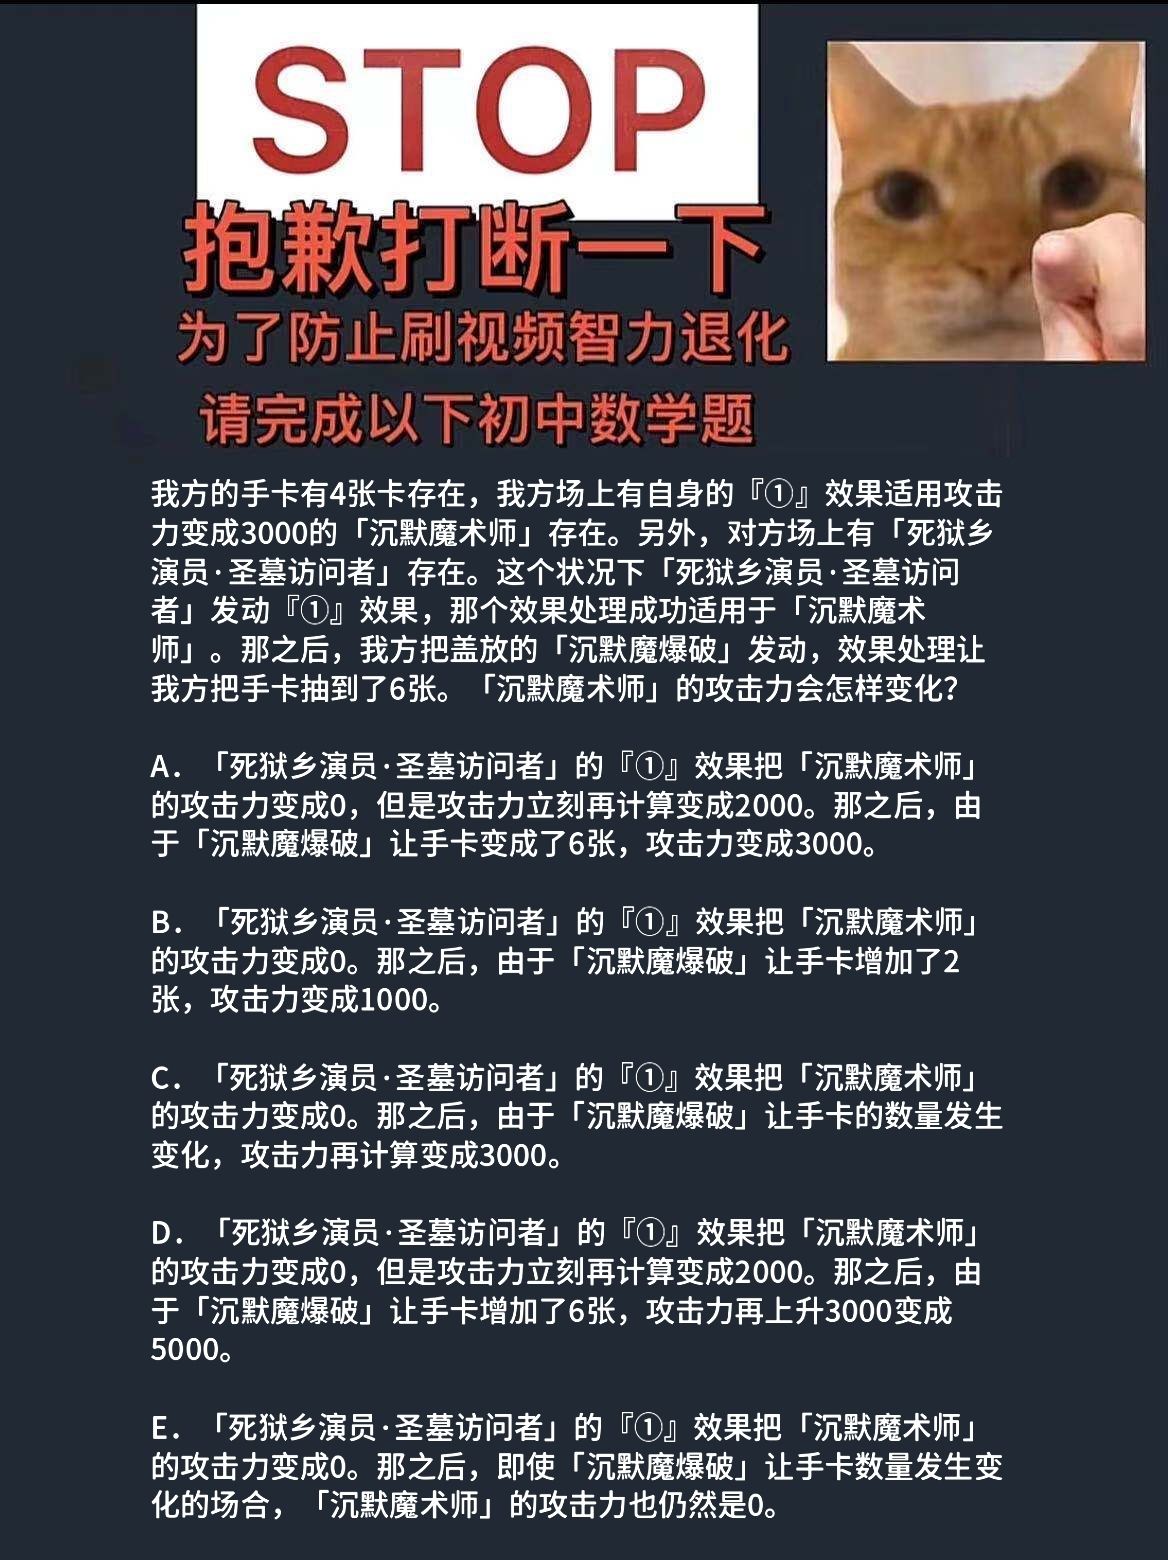 STOP
抱歉打断一下
为了防止刷视频智力退化
请完成以下初中数学题
我方的手卡有4张卡存在，我方场上有自身的『①』效果适用攻击
力变成3000的「沉默魔术师」存在。另外，对方场上有「死狱乡
演员·圣墓访问者」存在。这个状况下「死狱乡演员·圣墓访问
者」发动『①』效果，那个效果处理成功适用于「沉默魔术
师」。那之后，我方把盖放的「沉默魔爆破」发动，效果处理让
我方把手卡抽到了6张。「沉默魔术师」的攻击力会怎样变化？
A．「死狱乡演员·圣墓访问者」的『①』效果把「沉默魔术师」
的攻击力变成0，但是攻击力立刻再计算变成2000。那之后，由
于「沉默魔爆破」让手卡变成了6张，攻击力变成3000。
B．「死狱乡演员·圣墓访问者」的『①』效果把「沉默魔术师」
的攻击力变成0。那之后，由于「沉默魔爆破」让手卡增加了2
张，攻击力变成1000。
C．「死狱乡演员·圣墓访问者」的『①』效果把「沉默魔术师」
的攻击力变成0。那之后，由于「沉默魔爆破」让手卡的数量发生
变化，攻击力再计算变成3000。
D．「死狱乡演员·圣墓访问者」的『①』效果把「沉默魔术师」
的攻击力变成0，但是攻击力立刻再计算变成2000。那之后，由
于「沉默魔爆破」让手卡增加了6张，攻击力再上升3000变成
5000。
E．「死狱乡演员·圣墓访问者」的『①』效果把「沉默魔术师」
的攻击力变成0。那之后，即使「沉默魔爆破」让手卡数量发生变
化的场合，「沉默魔术师」的攻击力也仍然是0。